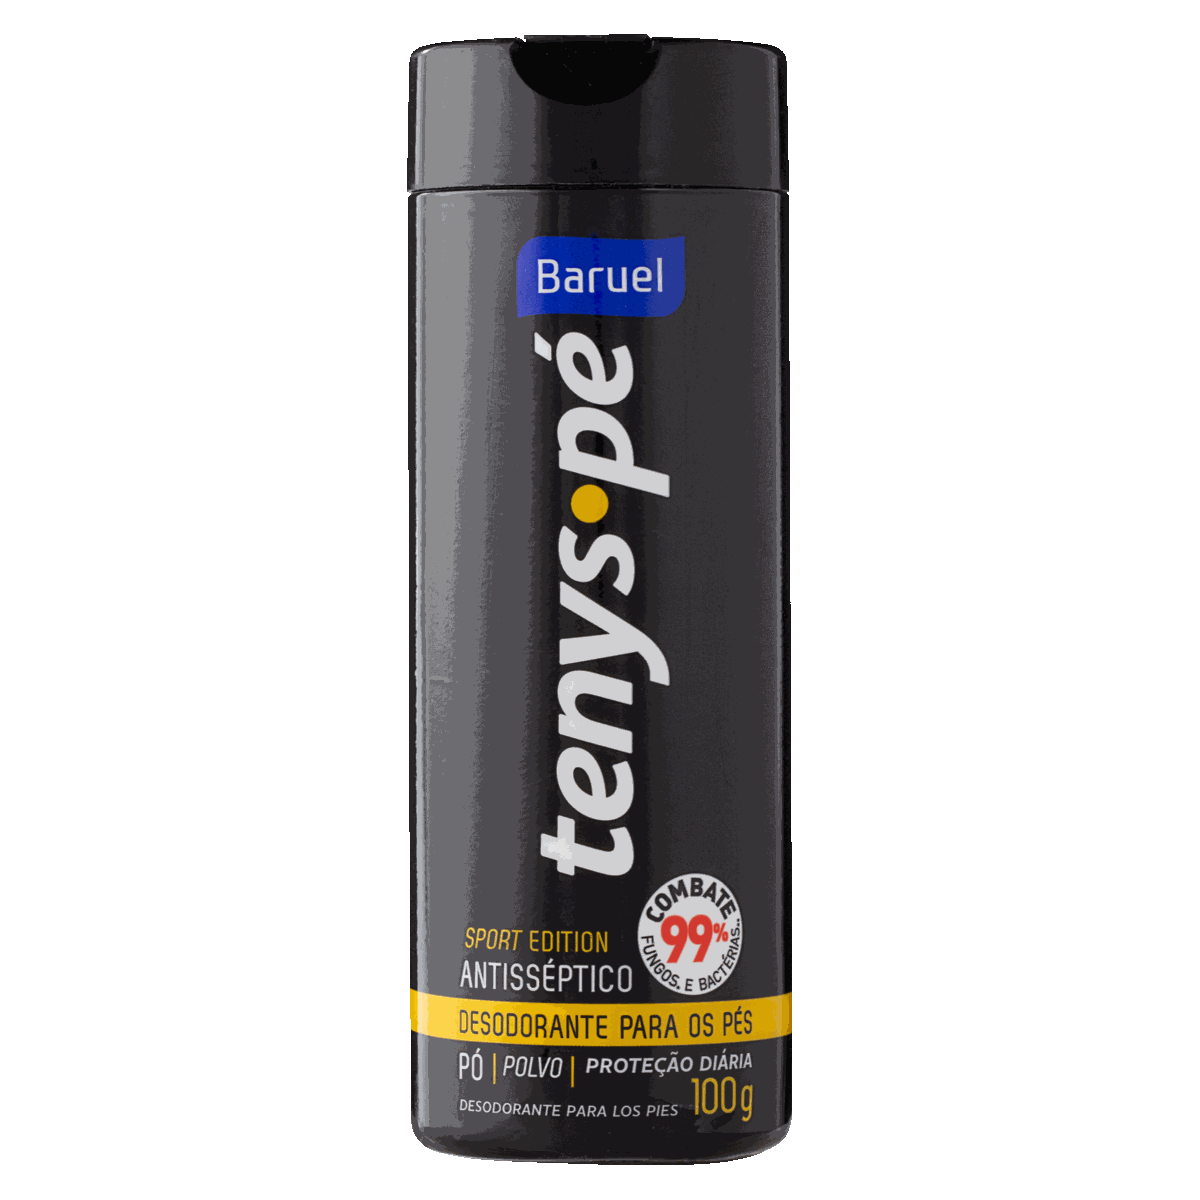 Baruel
tenys•pé
COMBATE
99%
FUNGOS. E BACTÉRIAS..
SPORT EDITION
ANTISSÉPTICO
DESODORANTE PARA OS PÉS
PÓ | POLVO | PROTEÇÃO DIÁRIA
DESODORANTE PARA LOS PIES 100g